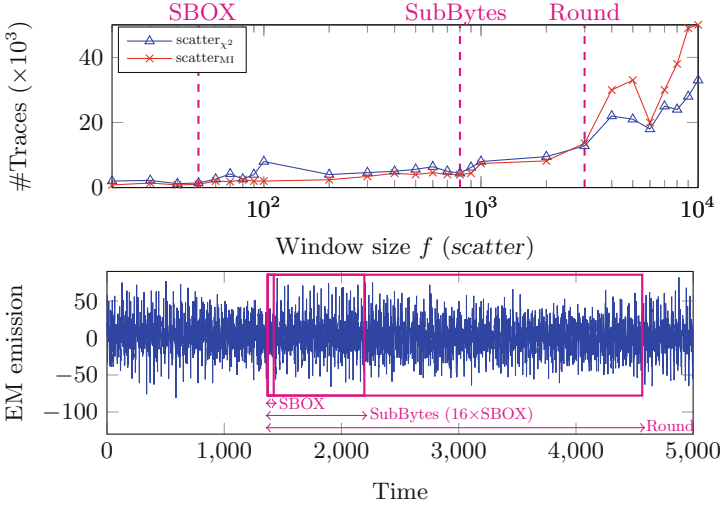 SBOX SubBytes Round
scatterχ2
scatterMI
#Traces (×10³)
40
20
0
10² 10³ 10⁴
Window size f (scatter)
EM emission
50
0
−50
−100
SBOX
SubBytes (16×SBOX)
Round
0 1,000 2,000 3,000 4,000 5,000
Time